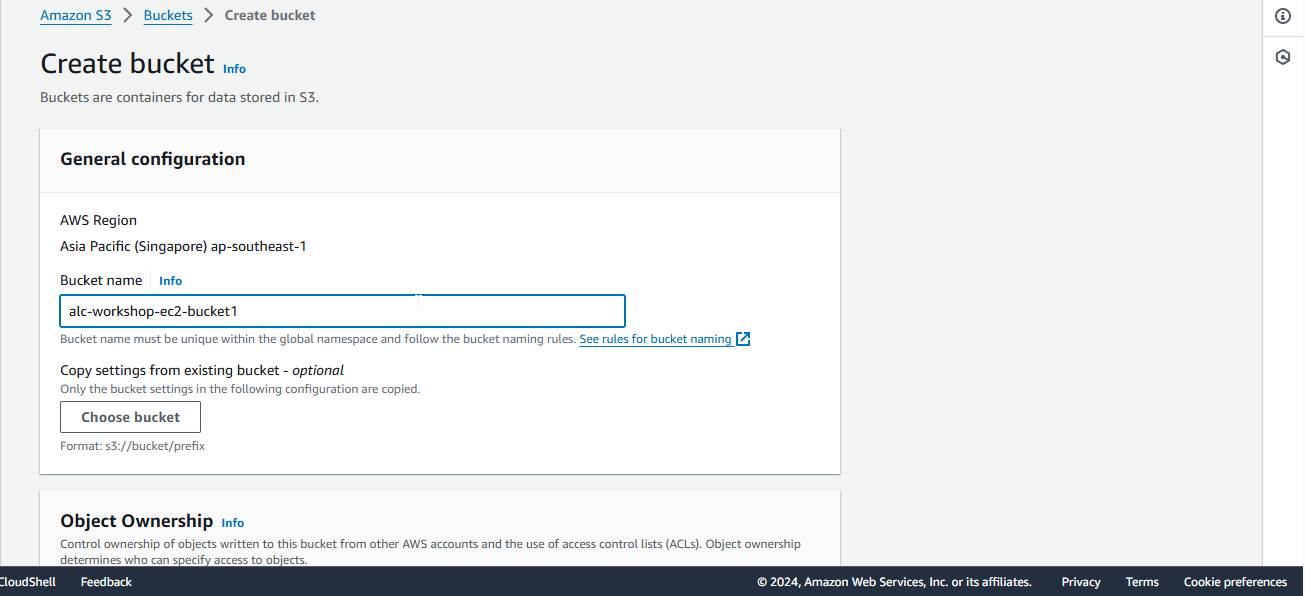 Amazon S3 > Buckets > Create bucket
Create bucket Info
Buckets are containers for data stored in S3.
General configuration
AWS Region
Asia Pacific (Singapore) ap-southeast-1
Bucket name Info
alc-workshop-ec2-bucket1
Bucket name must be unique within the global namespace and follow the bucket naming rules. See rules for bucket naming
Copy settings from existing bucket - optional
Only the bucket settings in the following configuration are copied.
Choose bucket
Format: s3://bucket/prefix
Object Ownership Info
Control ownership of objects written to this bucket from other AWS accounts and the use of access control lists (ACLs). Object ownership
determines who can specify access to objects.
CloudShell Feedback © 2024, Amazon Web Services, Inc. or its affiliates. Privacy Terms Cookie preferences